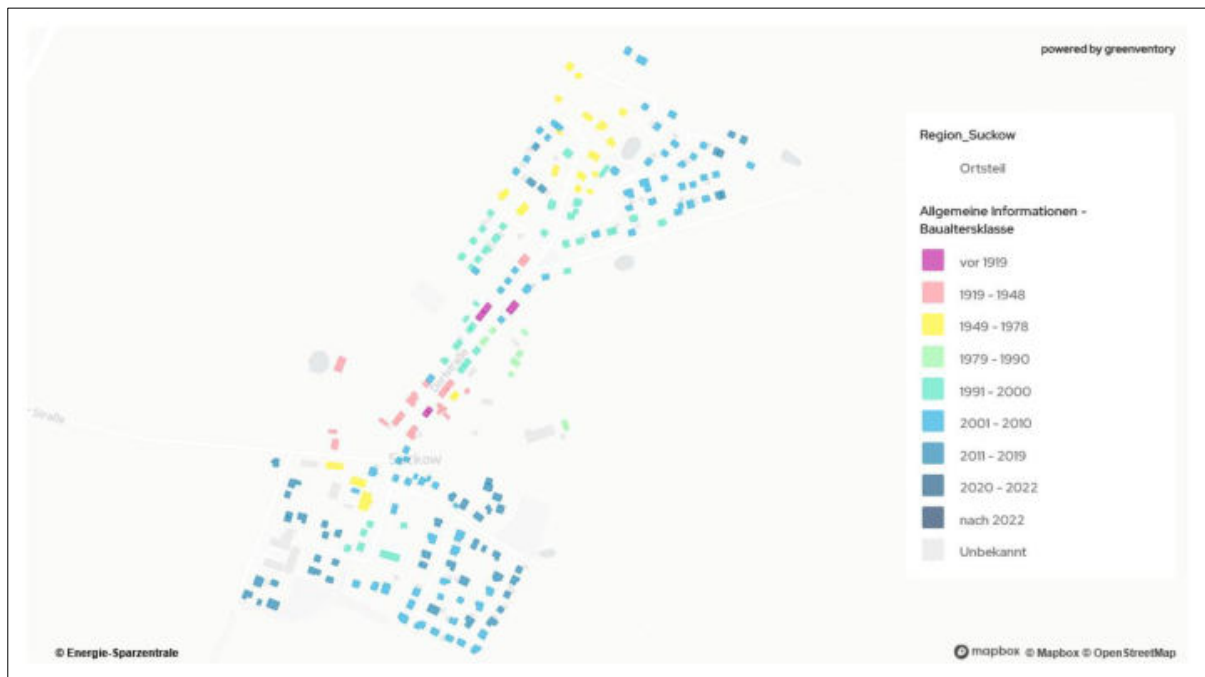 powered by greenventory
Region_Suckow
Ortsteil
Allgemeine Informationen -
Baualtersklasse
vor 1919
1919 - 1948
1949 - 1978
1979 - 1990
1991 - 2000
2001 - 2010
2011 - 2019
2020 - 2022
nach 2022
Unbekannt
Straße
Suckow
© Energie-Sparzentrale
mapbox © Mapbox © OpenStreetMap